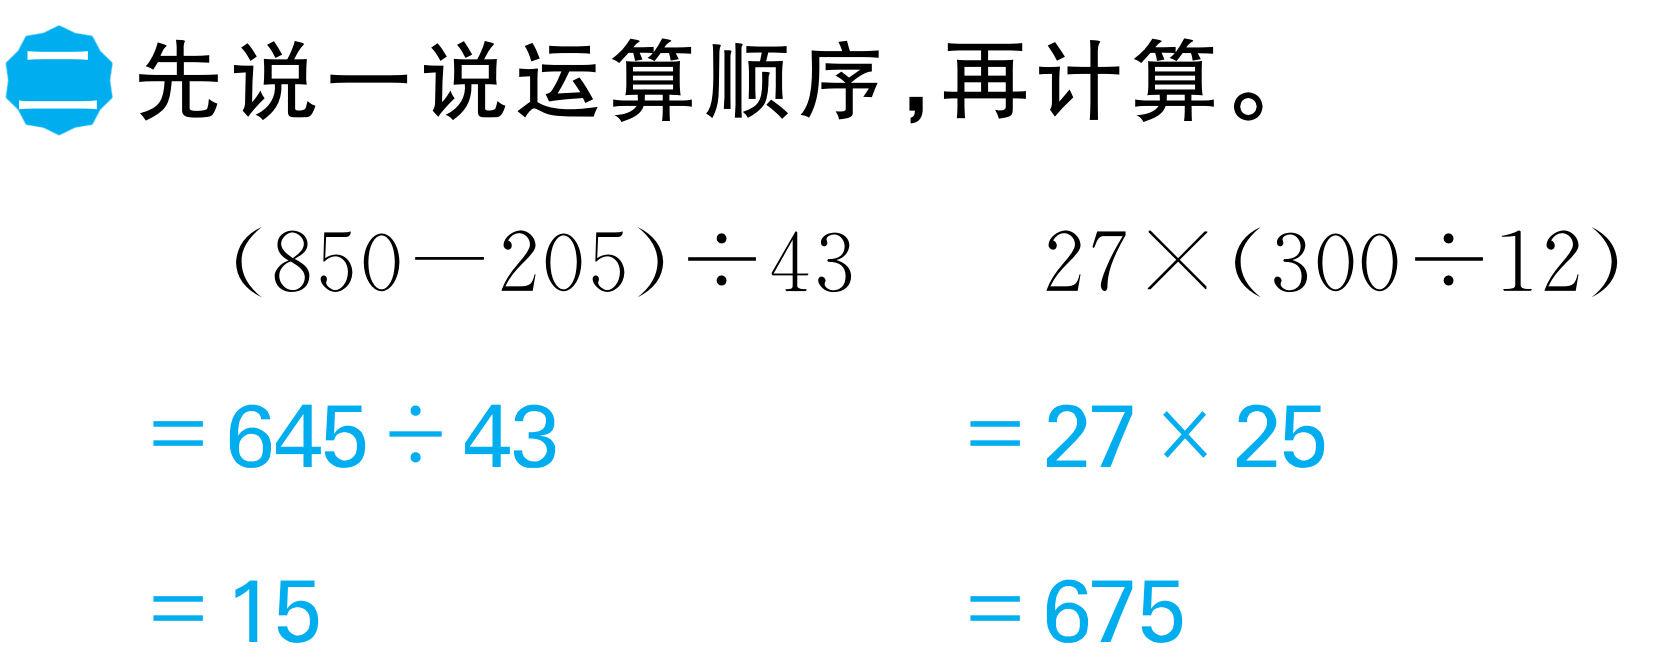 二 先说一说运算顺序,再计算。
(850-205)÷43 27×(300÷12)
=645÷43 =27×25
=15 =675